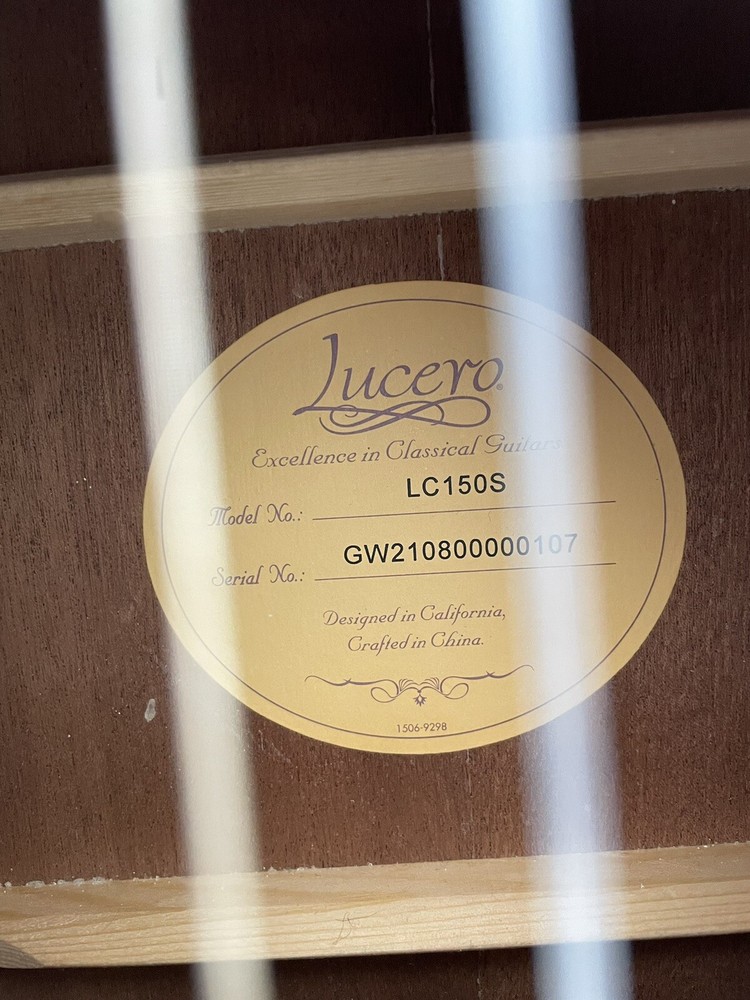 Lucero®
Excellence in Classical Guitars
Model No.: LC150S
Serial No.: GW210800000107
Designed in California,
Crafted in China.
1506-9298